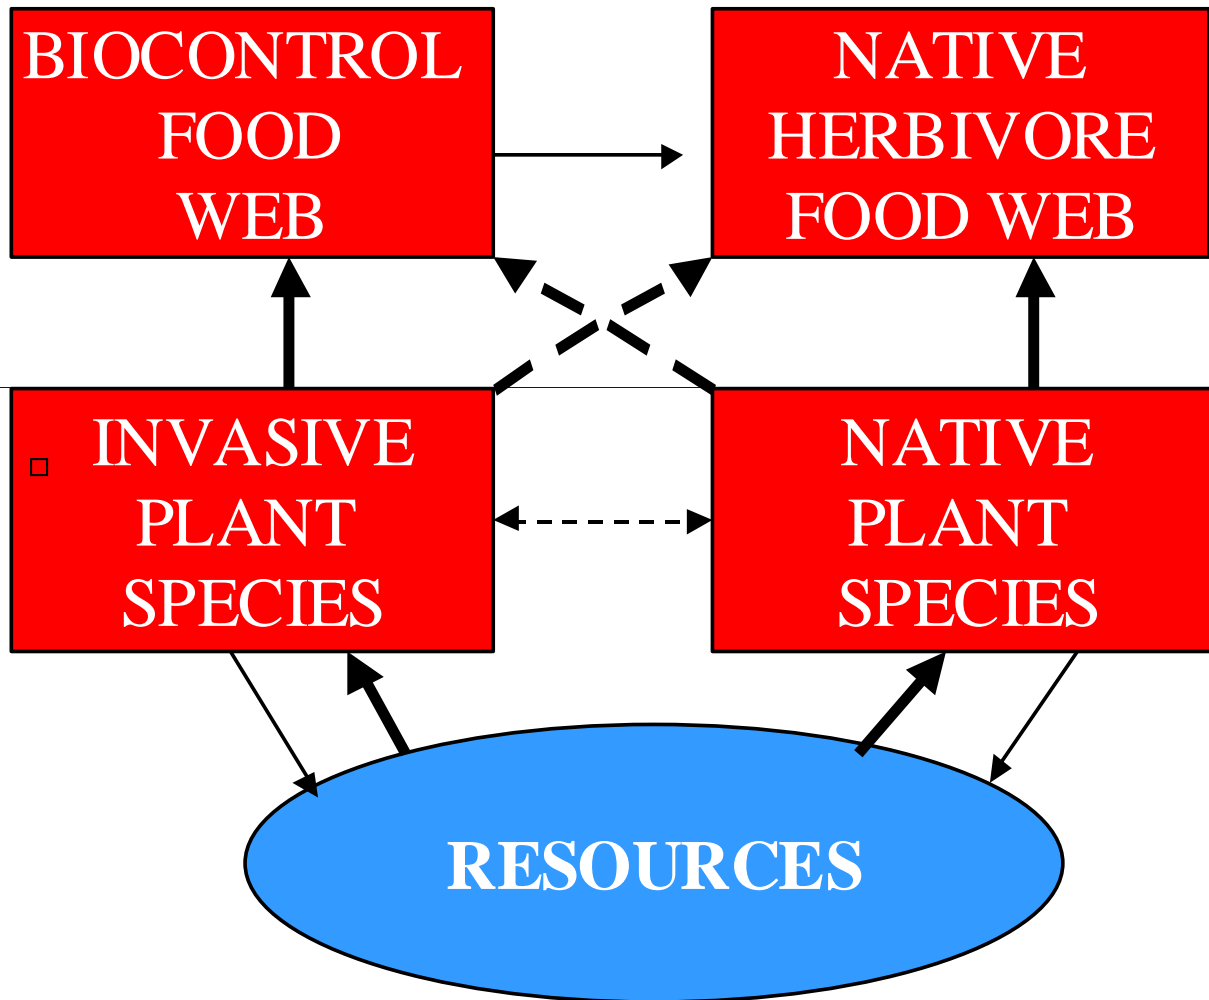 BIOCONTROL
FOOD
WEB
NATIVE
HERBIVORE
FOOD WEB
INVASIVE
PLANT
SPECIES
NATIVE
PLANT
SPECIES
RESOURCES